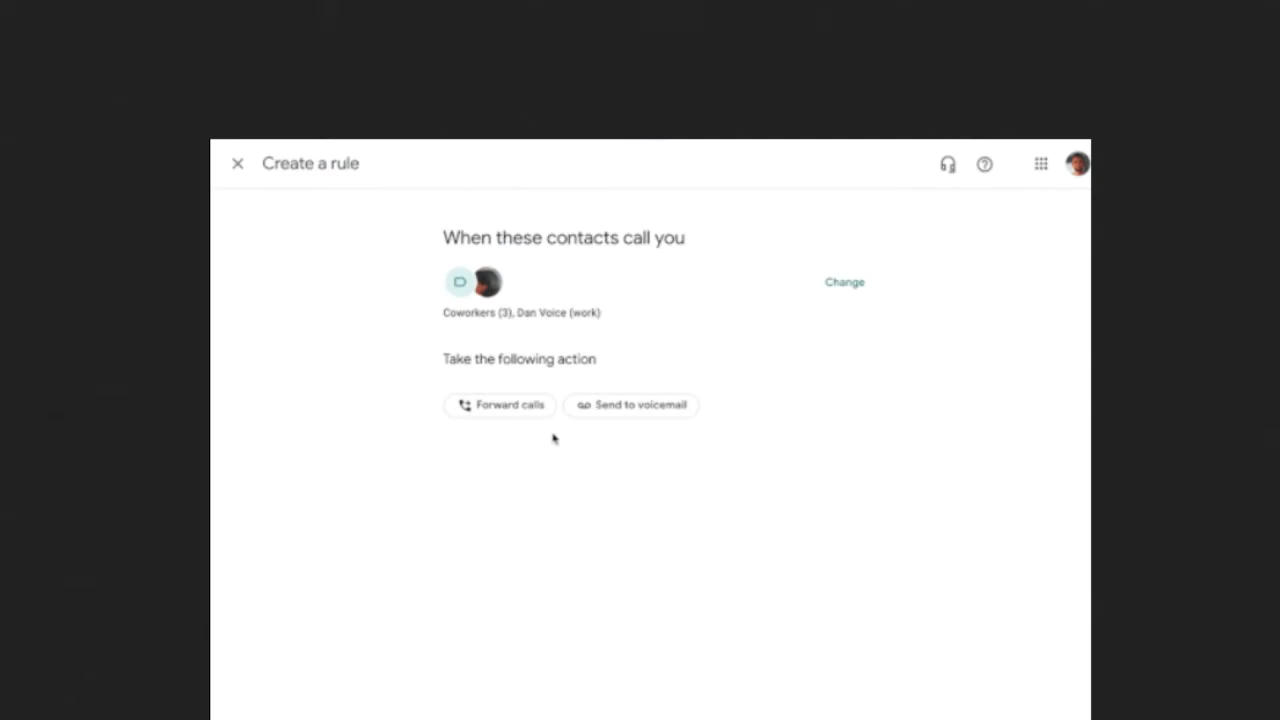 Create a rule
When these contacts call you
Change
Coworkers (3), Dan Voice (work)
Take the following action
Forward calls
Send to voicemail